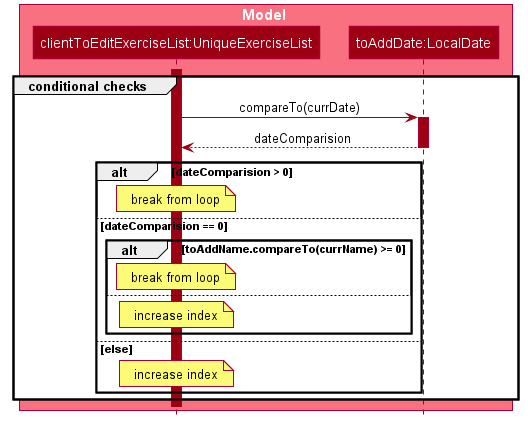 Model
clientToEditExerciseList:UniqueExerciseList
toAddDate:LocalDate
conditional checks
compareTo(currDate)
dateComparision
alt
[dateComparision > 0]
break from loop
[dateComparision == 0]
alt
[toAddName.compareTo(currName) >= 0]
break from loop
increase index
[else]
increase index